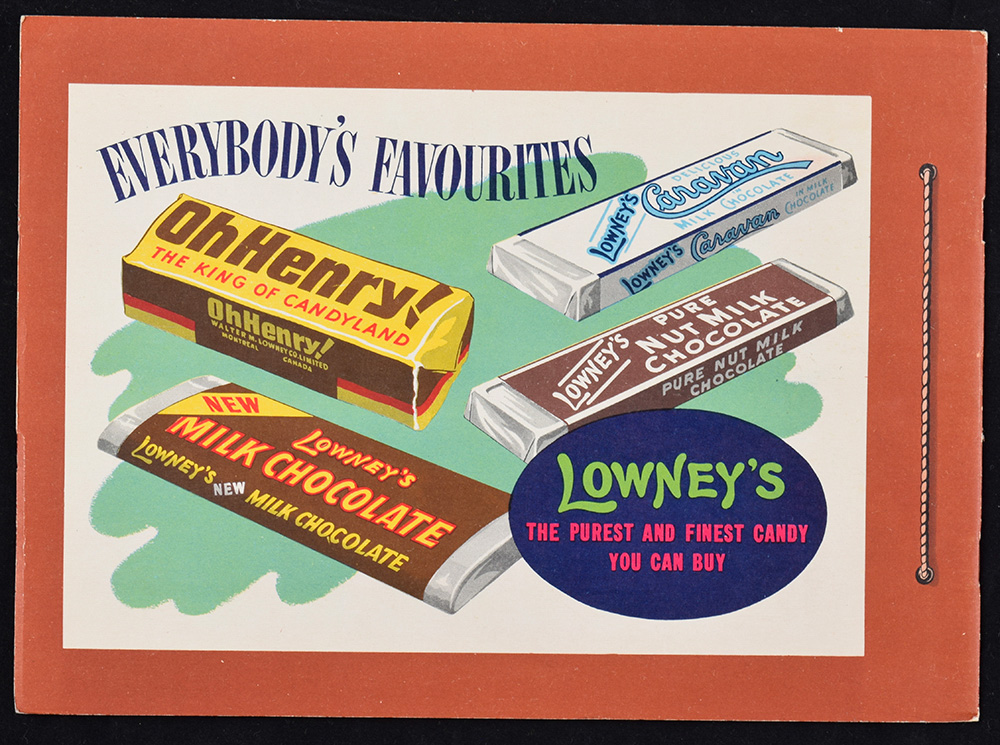 EVERYBODY'S FAVOURITES
OhHenry!
THE KING OF CANDYLAND
OhHenry!
WALTER M. LOWNEY CO. LIMITED
MONTREAL CANADA
DELICIOUS
LOWNEY'S Caravan
MILK CHOCOLATE
LOWNEY'S Caravan IN MILK
CHOCOLATE
LOWNEY'S PURE
NUT MILK
CHOCOLATE
PURE NUT MILK
CHOCOLATE
NEW
LOWNEY'S
MILK CHOCOLATE
LOWNEY'S NEW MILK CHOCOLATE
LOWNEY'S
THE PUREST AND FINEST CANDY
YOU CAN BUY